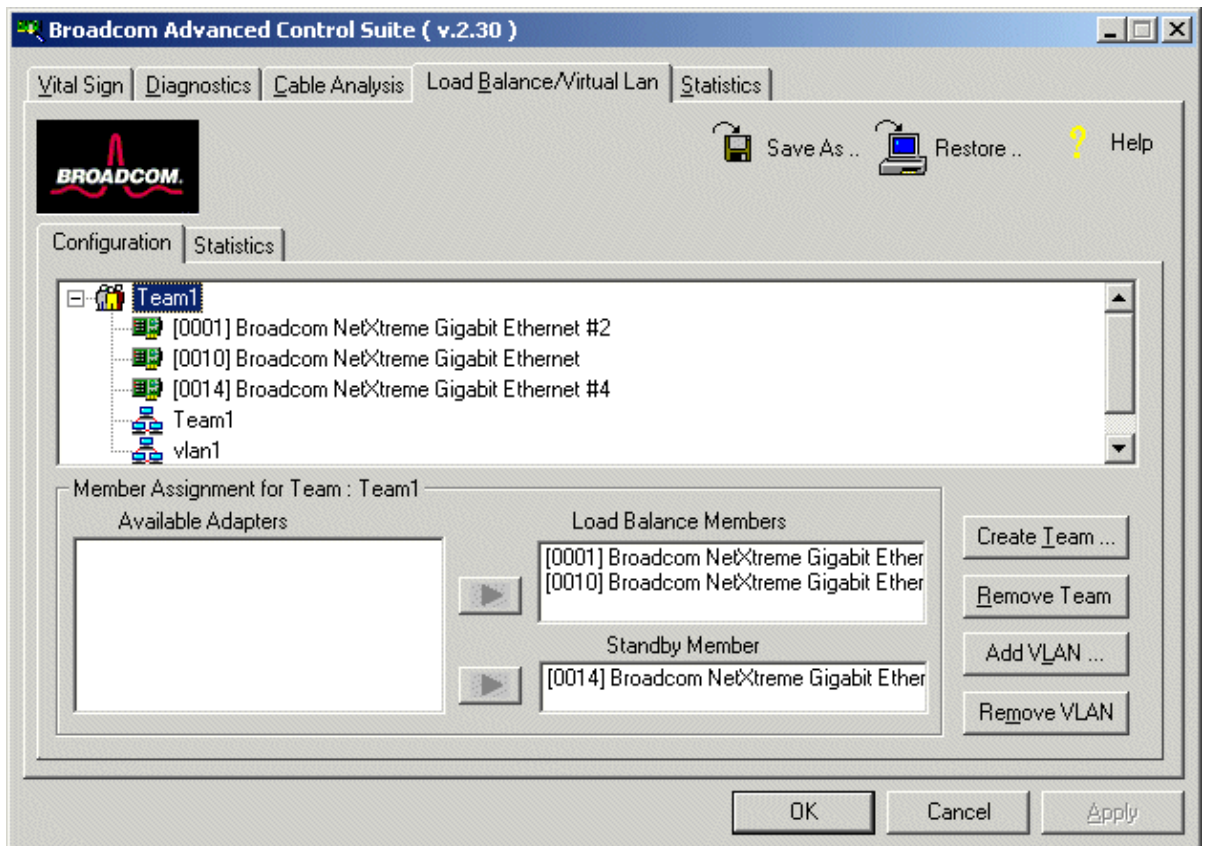 Broadcom Advanced Control Suite ( v.2.30 )
Vital Sign Diagnostics Cable Analysis Load Balance/Virtual Lan Statistics
BROADCOM.
Save As .. Restore .. ? Help
Configuration Statistics
Team1
[0001] Broadcom NetXtreme Gigabit Ethernet #2
[0010] Broadcom NetXtreme Gigabit Ethernet
[0014] Broadcom NetXtreme Gigabit Ethernet #4
Team1
vlan1
Member Assignment for Team : Team1
Available Adapters
Load Balance Members
[0001] Broadcom NetXtreme Gigabit Ether
[0010] Broadcom NetXtreme Gigabit Ether
Standby Member
[0014] Broadcom NetXtreme Gigabit Ether
Create Team ...
Remove Team
Add VLAN ...
Remove VLAN
OK Cancel Apply